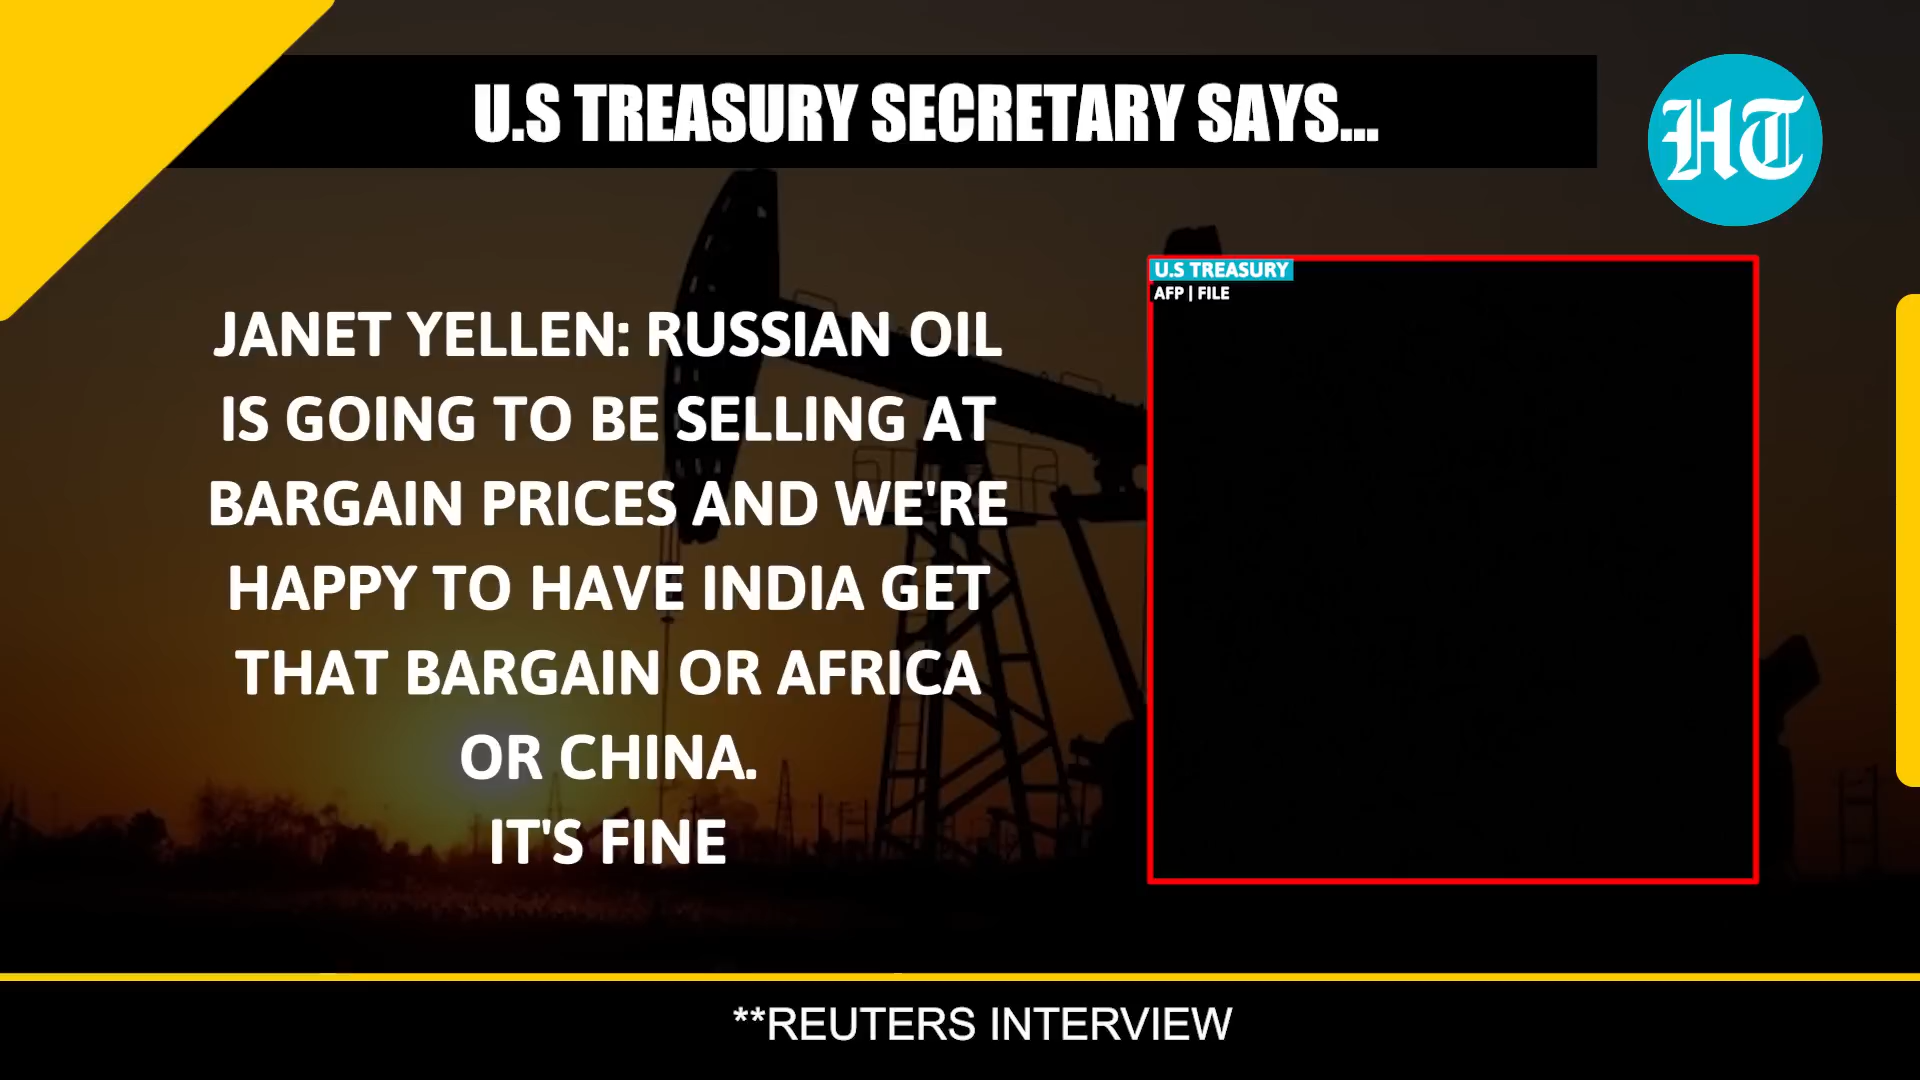 U.S TREASURY SECRETARY SAYS...
HT
U.S TREASURY
AFP | FILE
JANET YELLEN: RUSSIAN OIL
IS GOING TO BE SELLING AT
BARGAIN PRICES AND WE'RE
HAPPY TO HAVE INDIA GET
THAT BARGAIN OR AFRICA
OR CHINA.
IT'S FINE
**REUTERS INTERVIEW